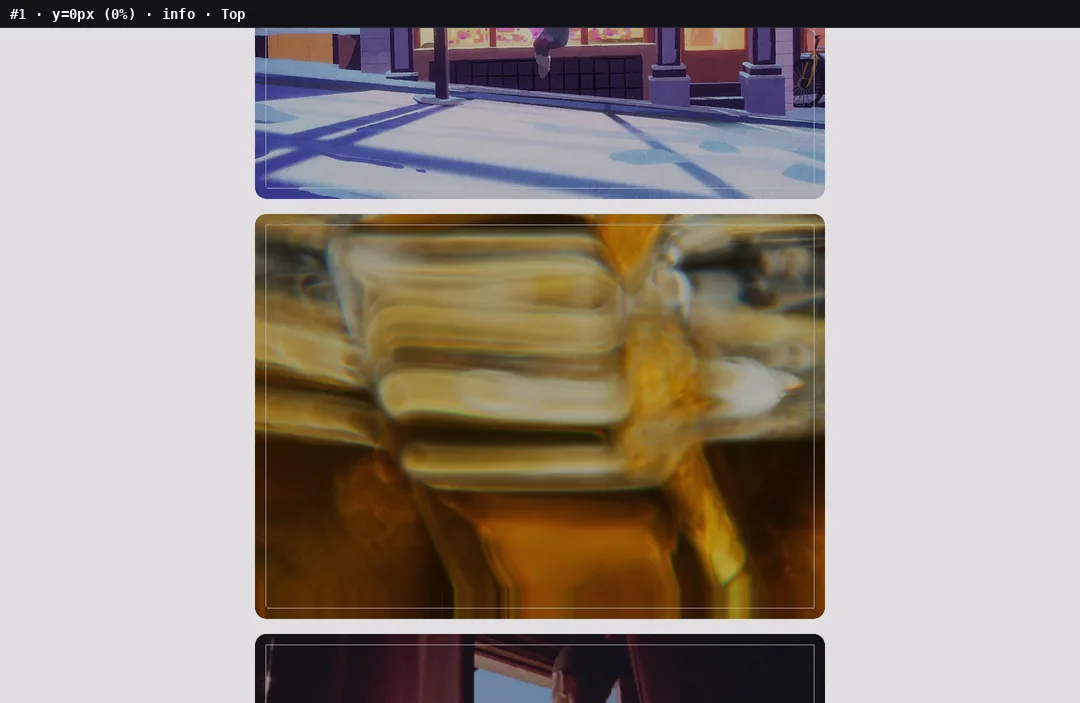 #1 · y=0px (0%) · info · Top